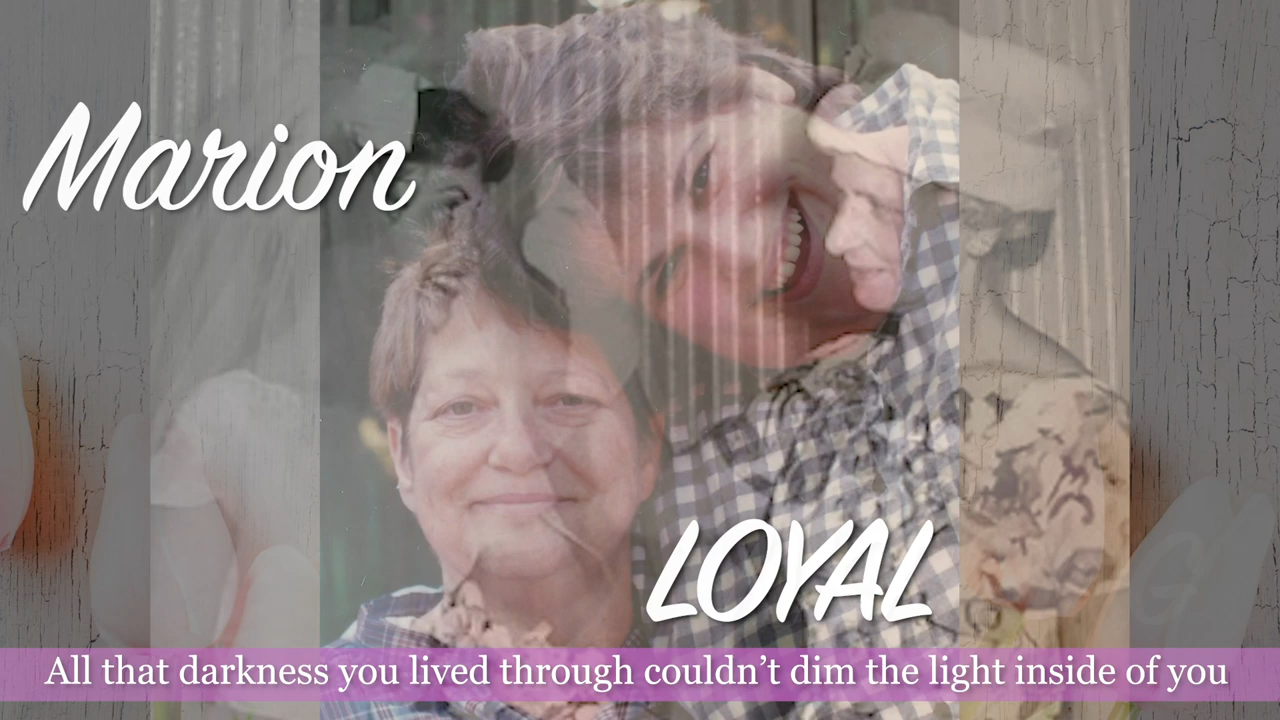 Marion
LOYAL
All that darkness you lived through couldn’t dim the light inside of you